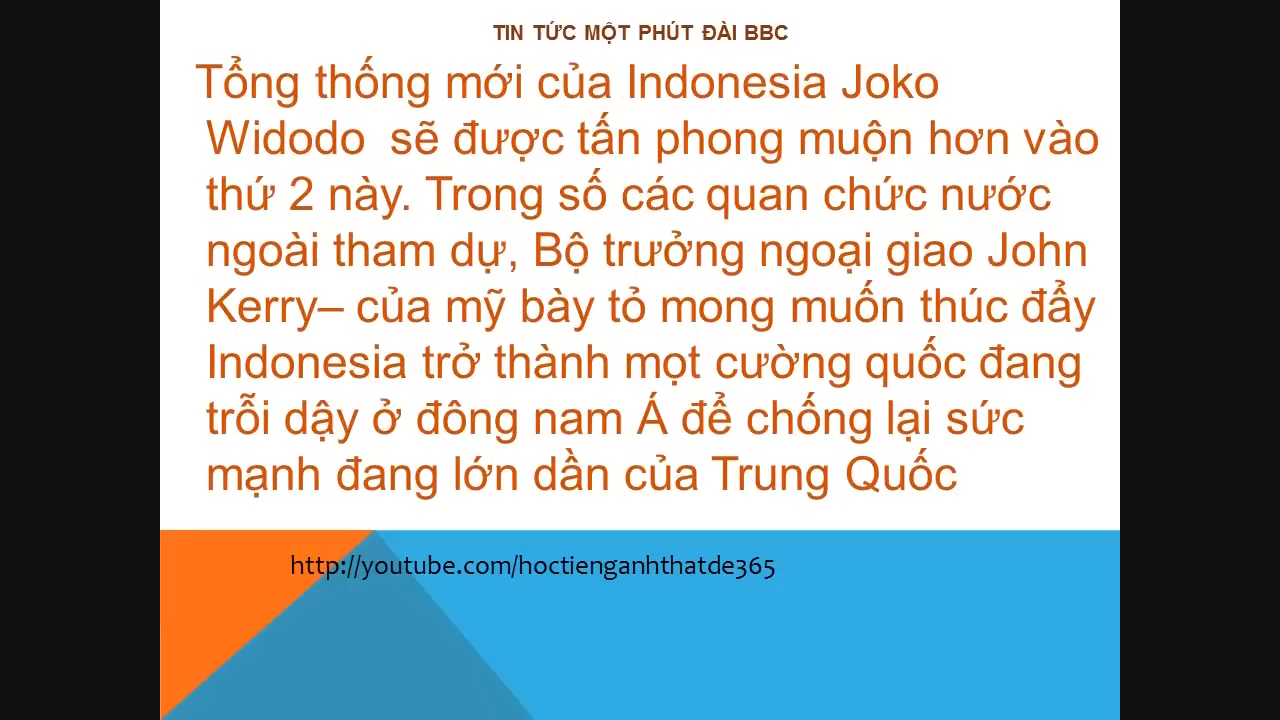 TIN TỨC MỘT PHÚT ĐÀI BBC
Tổng thống mới của Indonesia Joko
Widodo  sẽ được tấn phong muộn hơn vào
thứ 2 này. Trong số các quan chức nước
ngoài tham dự, Bộ trưởng ngoại giao John
Kerry– của mỹ bày tỏ mong muốn thúc đẩy
Indonesia trở thành mọt cường quốc đang
trỗi dậy ở đông nam Á để chống lại sức
mạnh đang lớn dần của Trung Quốc
http://youtube.com/hoctienganhthatde365